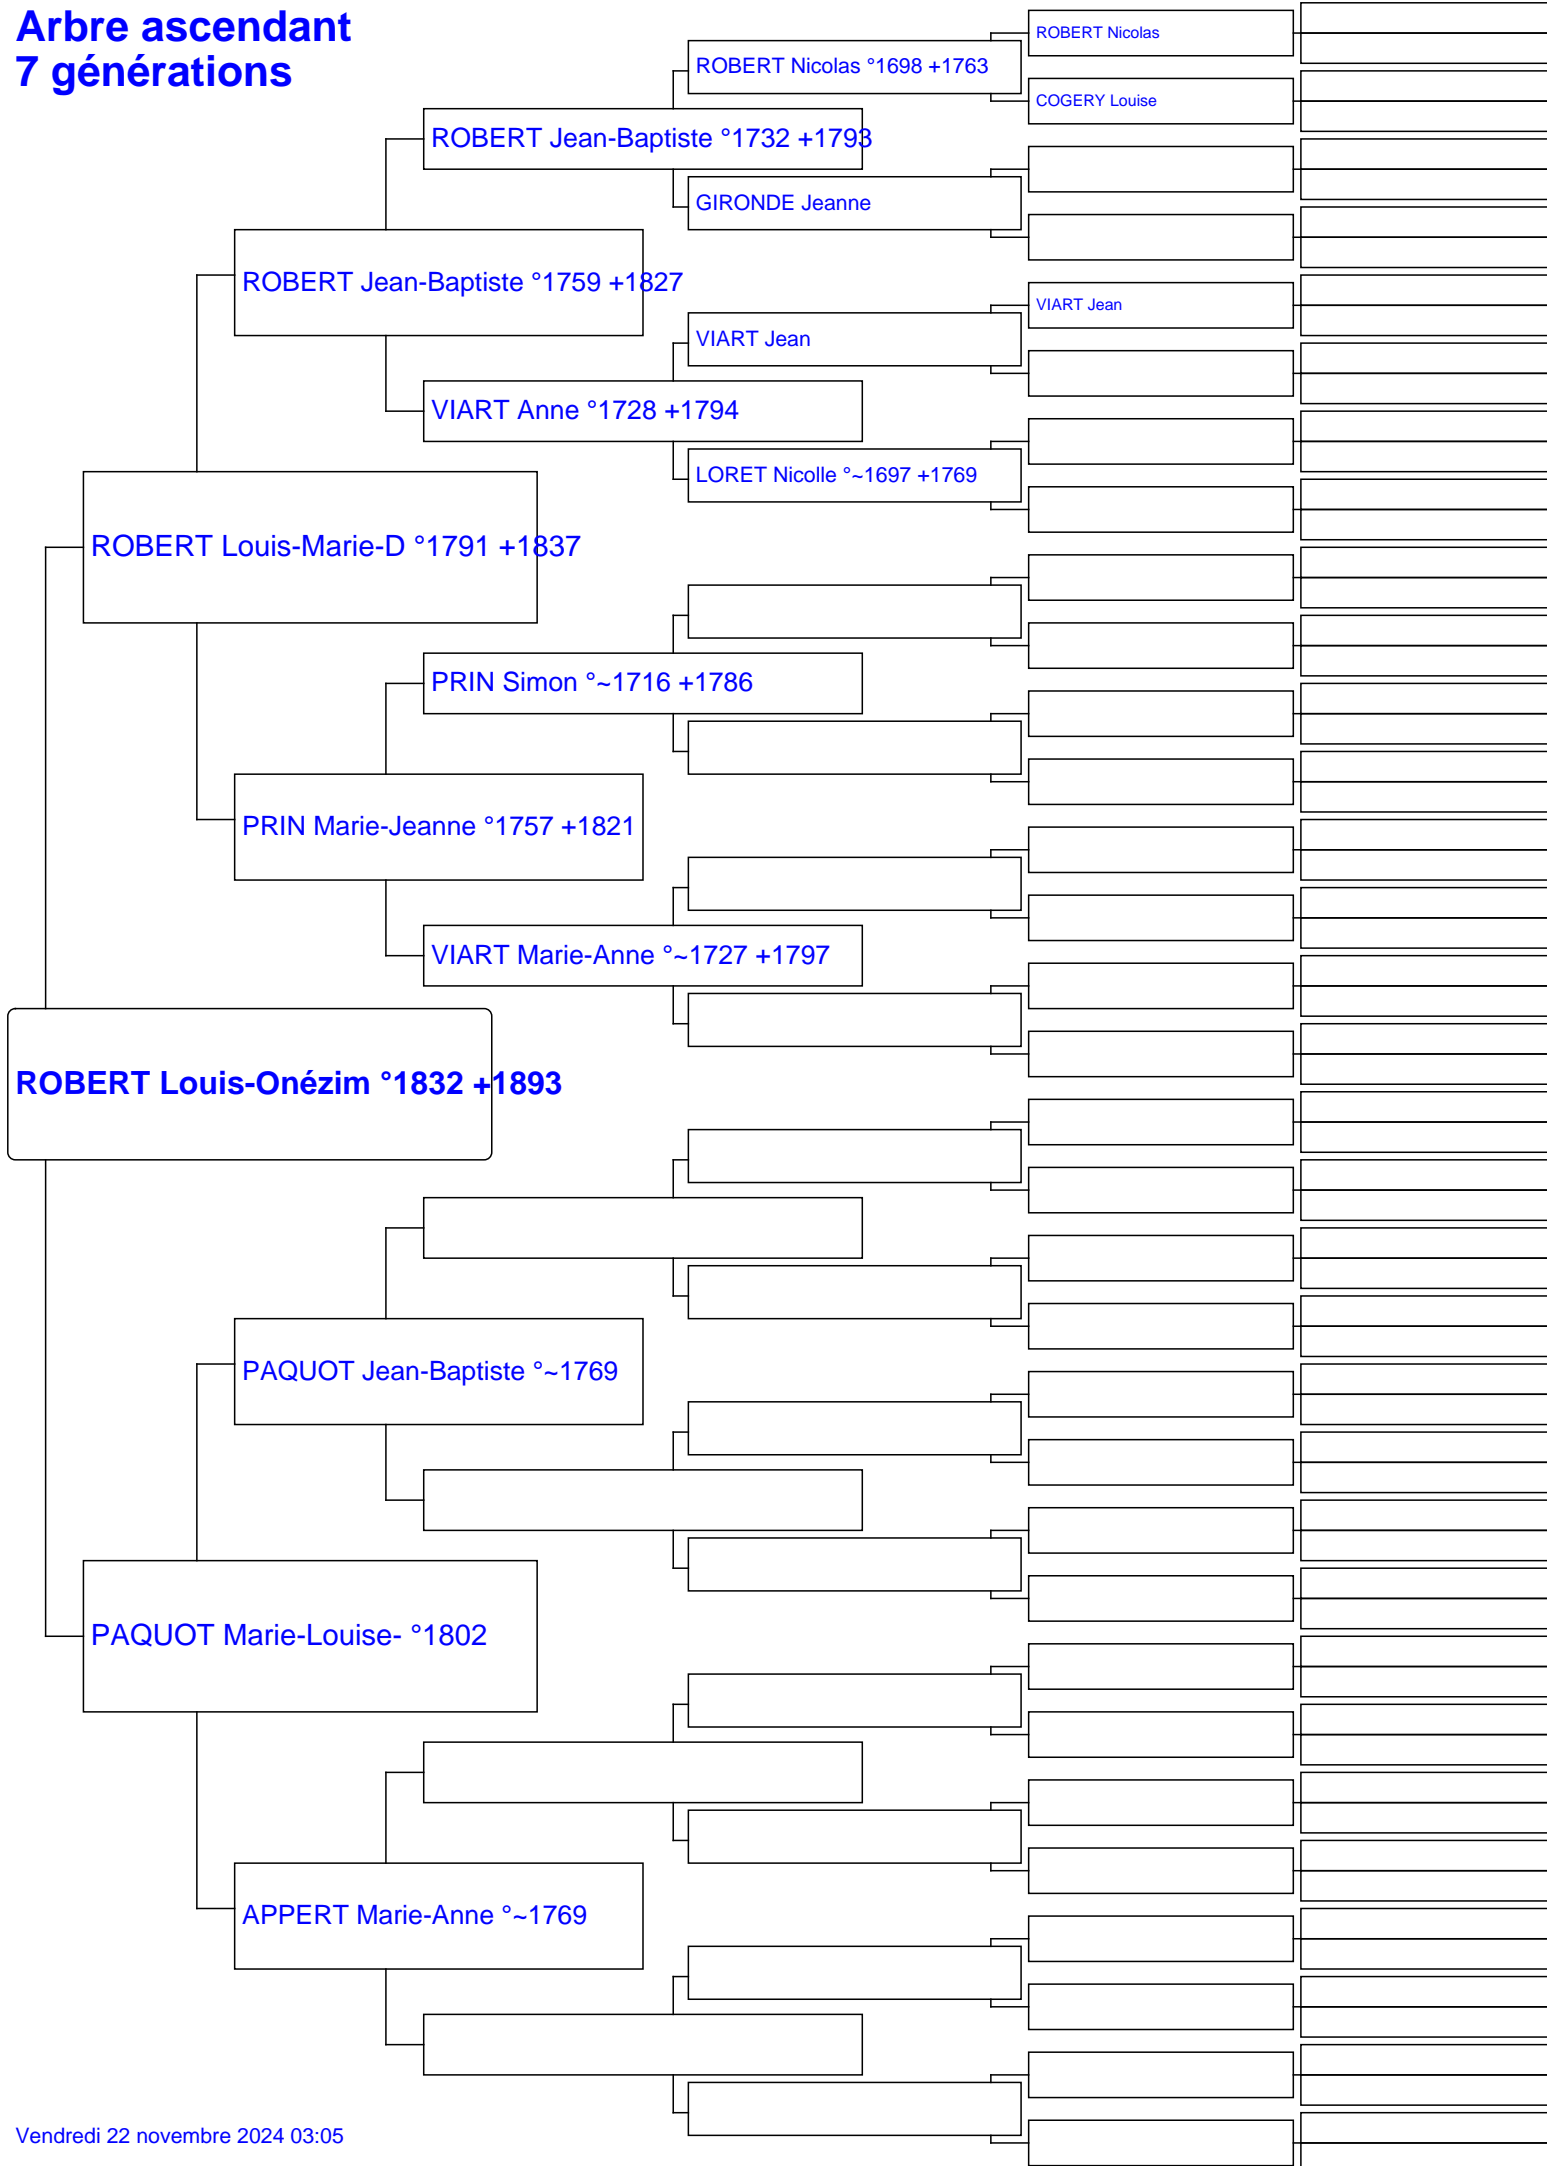 Arbre ascendant
7 générations
ROBERT Nicolas
ROBERT Nicolas °1698 +1763
COGERY Louise
ROBERT Jean-Baptiste °1732 +1793
GIRONDE Jeanne
ROBERT Jean-Baptiste °1759 +1827
VIART Jean
VIART Jean
VIART Anne °1728 +1794
LORET Nicolle °~1697 +1769
ROBERT Louis-Marie-D °1791 +1837
PRIN Simon °~1716 +1786
PRIN Marie-Jeanne °1757 +1821
VIART Marie-Anne °~1727 +1797
ROBERT Louis-Onézim °1832 +1893
PAQUOT Jean-Baptiste °~1769
PAQUOT Marie-Louise- °1802
APPERT Marie-Anne °~1769
Vendredi 22 novembre 2024 03:05